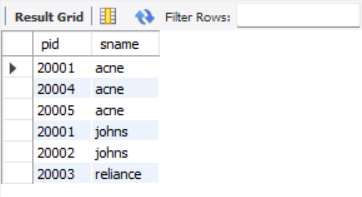 Result Grid Filter Rows:
pid sname
20001 acne
20004 acne
20005 acne
20001 johns
20002 johns
20003 reliance